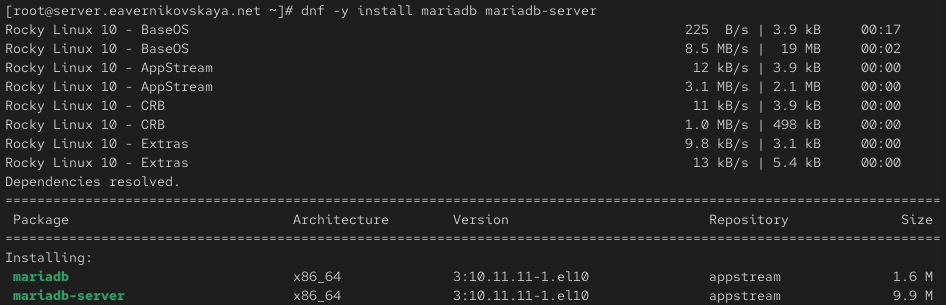 [root@server.eavernikovskaya.net ~]# dnf -y install mariadb mariadb-server
Rocky Linux 10 - BaseOS 225 B/s | 3.9 kB 00:17
Rocky Linux 10 - BaseOS 8.5 MB/s | 19 MB 00:02
Rocky Linux 10 - AppStream 12 kB/s | 3.9 kB 00:00
Rocky Linux 10 - AppStream 3.1 MB/s | 2.1 MB 00:00
Rocky Linux 10 - CRB 11 kB/s | 3.9 kB 00:00
Rocky Linux 10 - CRB 1.0 MB/s | 498 kB 00:00
Rocky Linux 10 - Extras 9.8 kB/s | 3.1 kB 00:00
Rocky Linux 10 - Extras 13 kB/s | 5.4 kB 00:00
Dependencies resolved.
=====================================================================================================================
Package Architecture Version Repository Size
=====================================================================================================================
Installing:
mariadb x86_64 3:10.11.11-1.el10 appstream 1.6 M
mariadb-server x86_64 3:10.11.11-1.el10 appstream 9.9 M